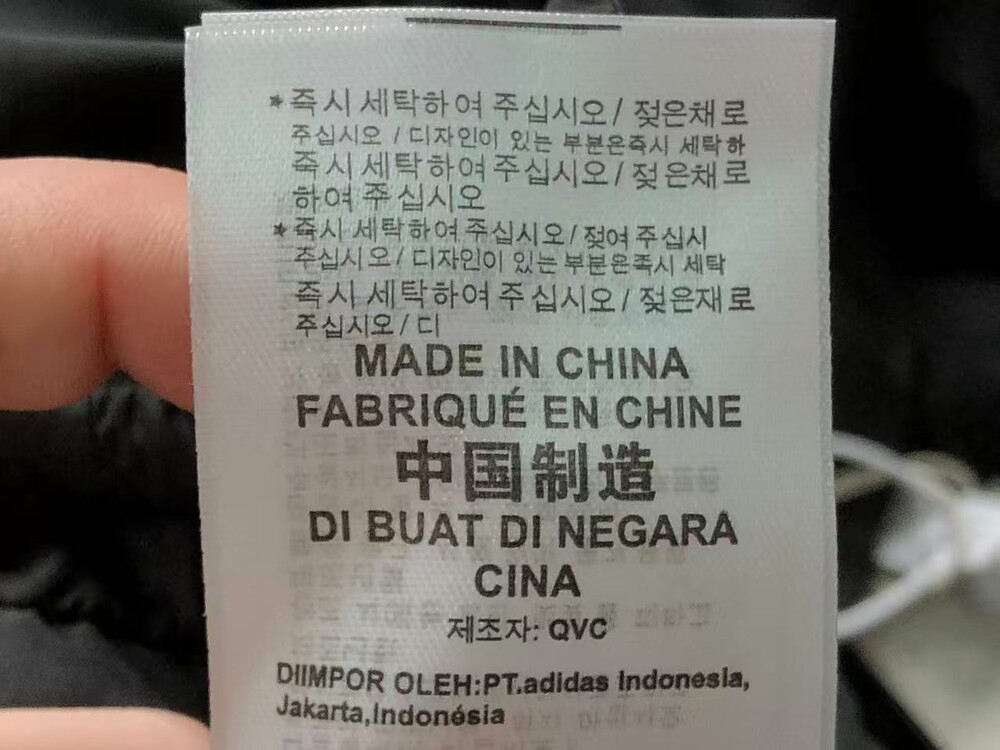 *즉시 세탁하여 주십시오 / 젖은채로
주십시오 / 디자인이 있는 부분은즉시 세탁하
즉시 세탁하여 주십시오 / 젖은채로
하여 주십시오
*즉시 세탁하여 주십시오 / 젖여 주십시
주십시오 / 디자인이 있는 부분은즉시 세탁
즉시 세탁하여 주십시오 / 젖은재로
주십시오 / 디
MADE IN CHINA
FABRIQUÉ EN CHINE
中国制造
DI BUAT DI NEGARA
CINA
제조자: QVC
DIIMPOR OLEH:PT.adidas Indonesia,
Jakarta,Indonésia